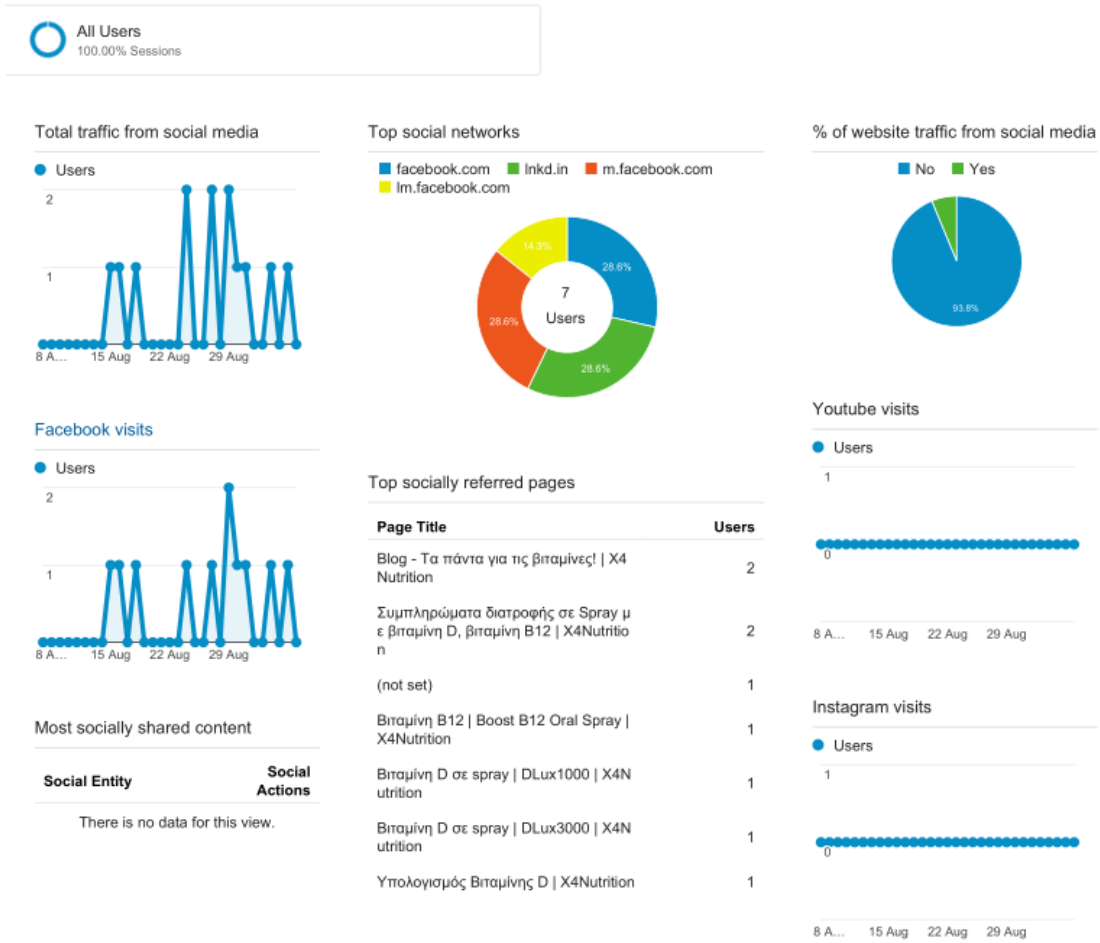 All Users
100.00% Sessions
Total traffic from social media
Users
2
1
8 A...
15 Aug
22 Aug
29 Aug
Top social networks
facebook.com
lnkd.in
m.facebook.com
lm.facebook.com
14.3%
28.6%
7
Users
28.6%
28.6%
% of website traffic from social media
No
Yes
93.8%
Facebook visits
Users
2
1
8 A...
15 Aug
22 Aug
29 Aug
Top socially referred pages
Page Title
Users
Blog - Τα πάντα για τις βιταμίνες! | X4
Nutrition
2
Συμπληρώματα διατροφής σε Spray μ
ε βιταμίνη D, βιταμίνη B12 | X4Nutritio
n
2
(not set)
1
Βιταμίνη B12 | Boost B12 Oral Spray |
X4Nutrition
1
Βιταμίνη D σε spray | DLux1000 | X4N
utrition
1
Βιταμίνη D σε spray | DLux3000 | X4N
utrition
1
Υπολογισμός Βιταμίνης D | X4Nutrition
1
Youtube visits
Users
1
0
8 A...
15 Aug
22 Aug
29 Aug
Most socially shared content
Social Entity
Social
Actions
There is no data for this view.
Instagram visits
Users
1
0
8 A...
15 Aug
22 Aug
29 Aug